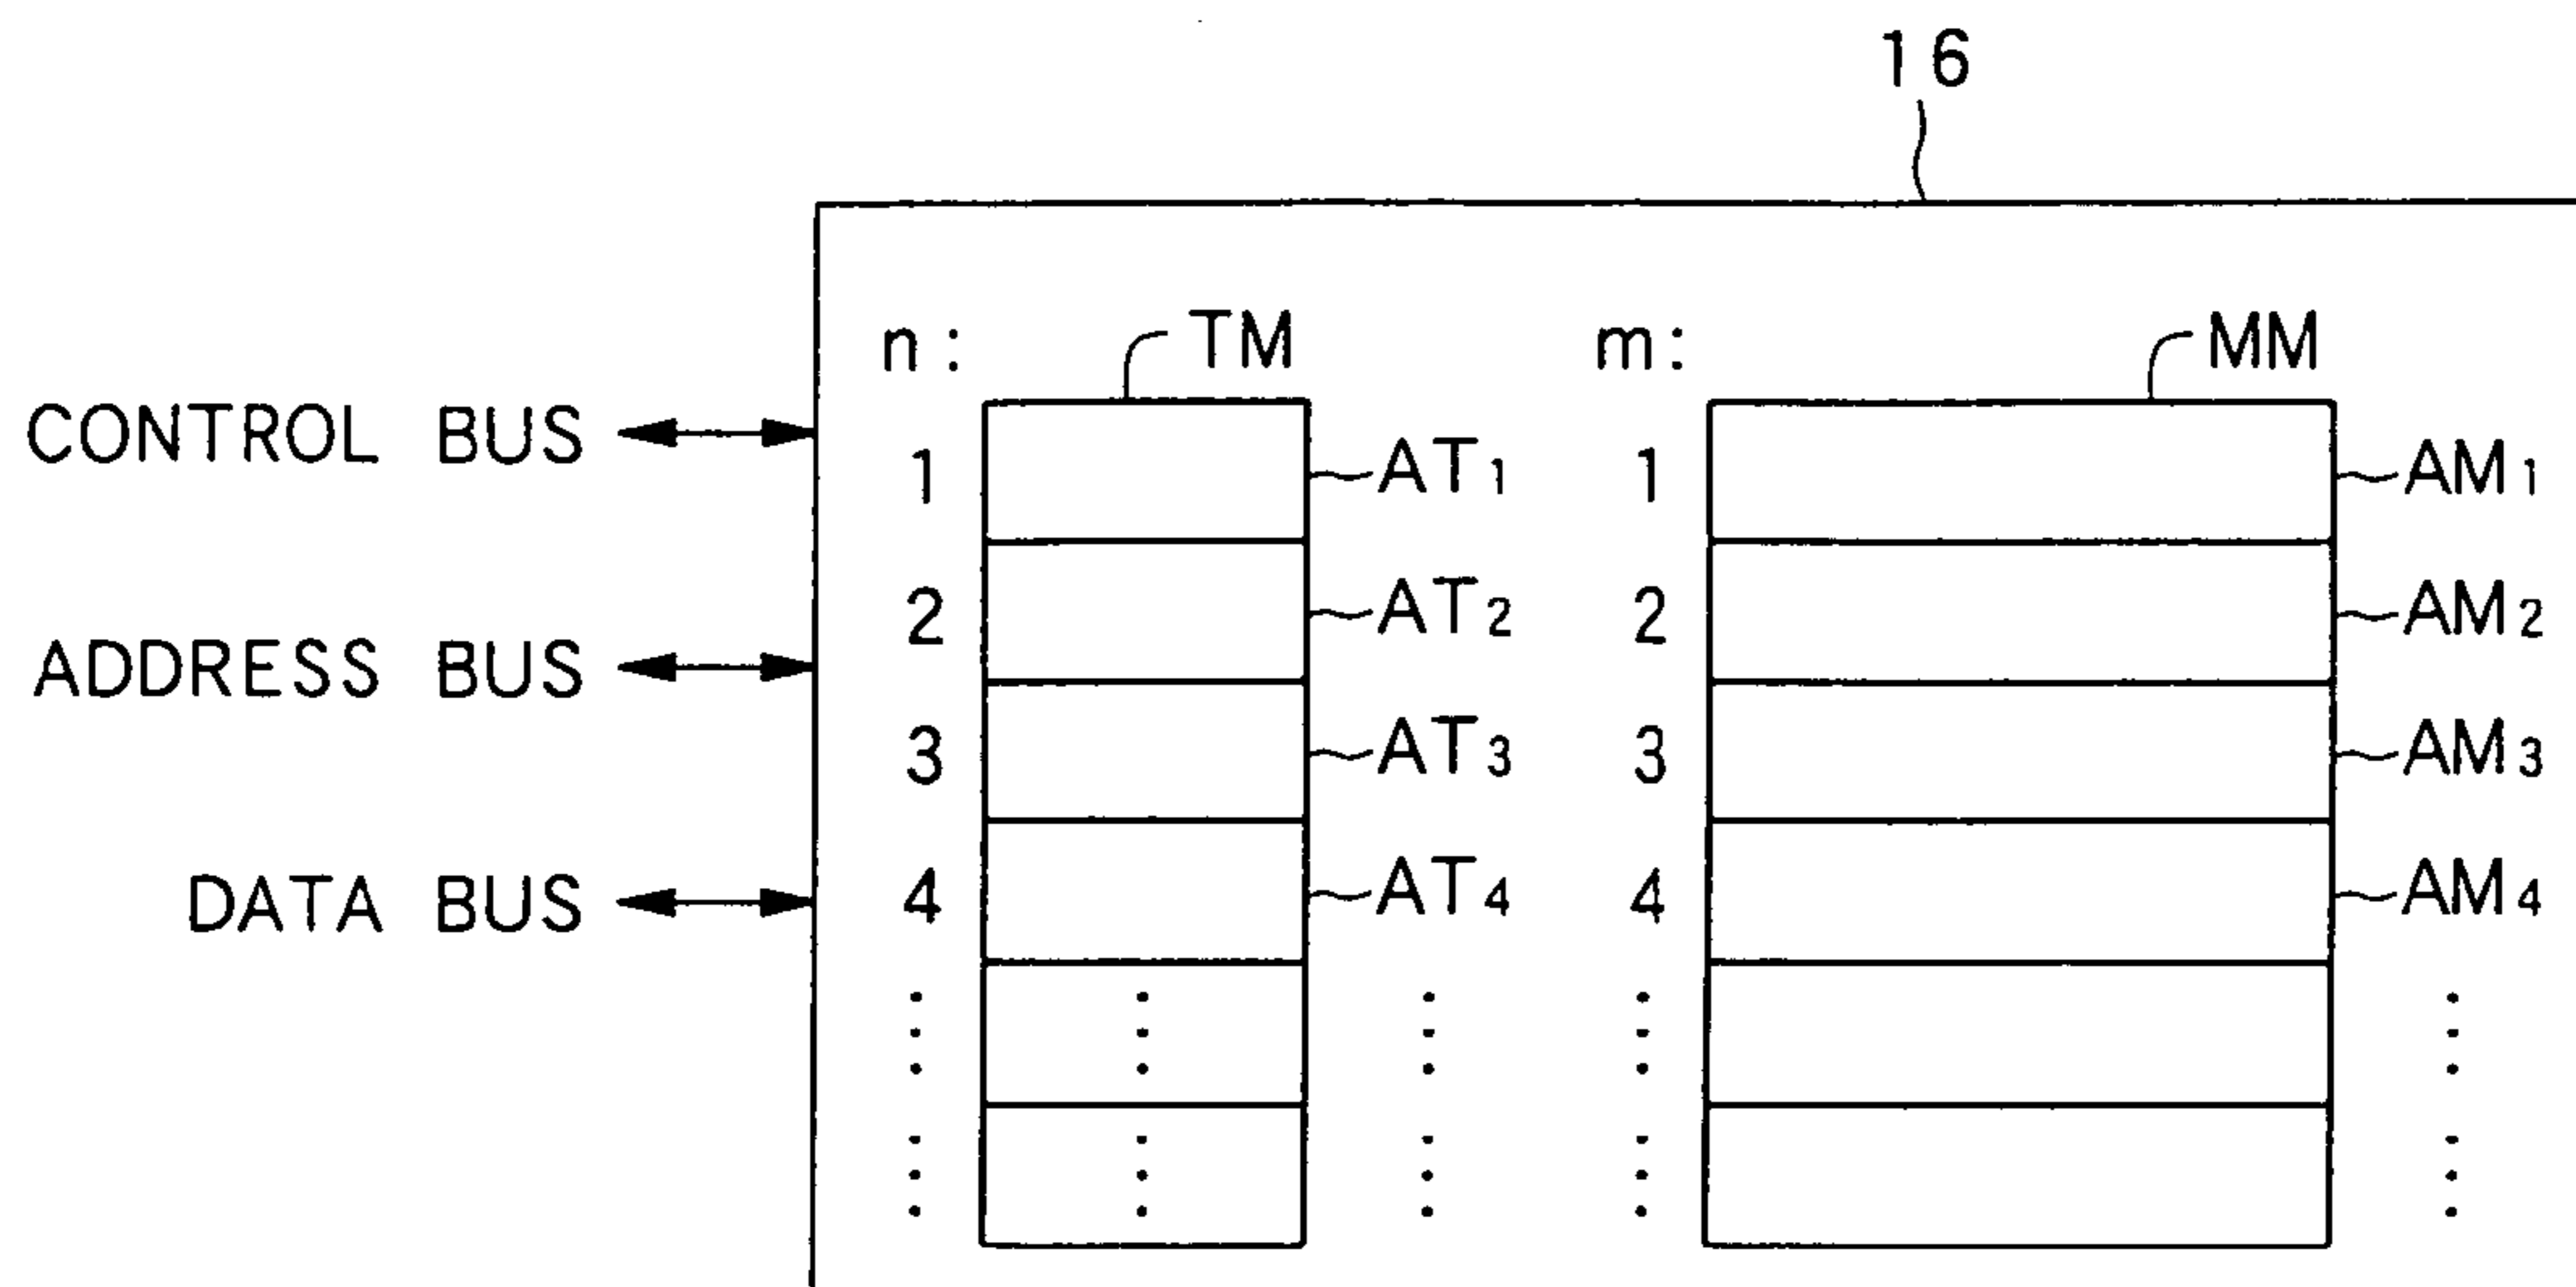 16
n: TM m: MM
CONTROL BUS
1 AT1 1 AM1
2 AT2 2 AM2
ADDRESS BUS
3 AT3 3 AM3
DATA BUS
4 AT4 4 AM4